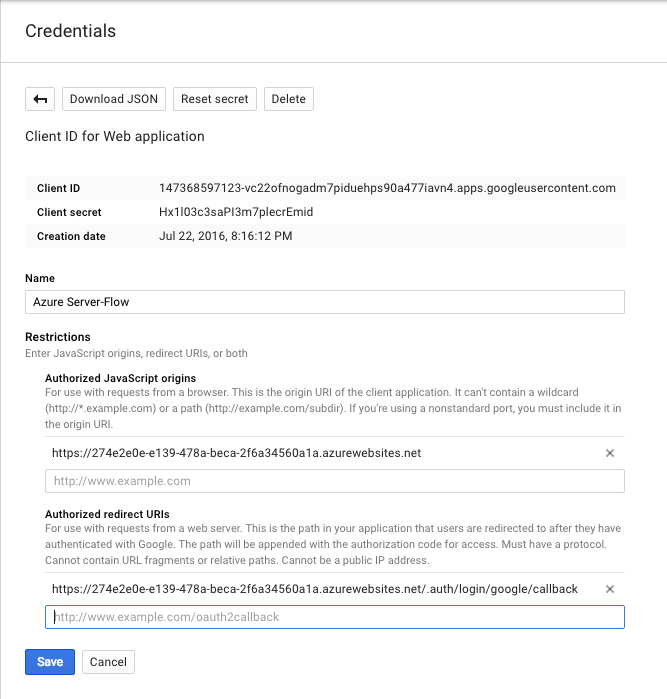 Credentials
Download JSON Reset secret Delete
Client ID for Web application
Client ID 147368597123-vc22ofnogadm7piduehps90a477iavn4.apps.googleusercontent.com
Client secret Hx1l03c3saPI3m7plecrEmid
Creation date Jul 22, 2016, 8:16:12 PM
Name
Azure Server-Flow
Restrictions
Enter JavaScript origins, redirect URIs, or both
Authorized JavaScript origins
For use with requests from a browser. This is the origin URI of the client application. It can't contain a wildcard
(http://*.example.com) or a path (http://example.com/subdir). If you're using a nonstandard port, you must include it in
the origin URI.
https://274e2e0e-e139-478a-beca-2f6a34560a1a.azurewebsites.net ×
http://www.example.com
Authorized redirect URIs
For use with requests from a web server. This is the path in your application that users are redirected to after they have
authenticated with Google. The path will be appended with the authorization code for access. Must have a protocol.
Cannot contain URL fragments or relative paths. Cannot be a public IP address.
https://274e2e0e-e139-478a-beca-2f6a34560a1a.azurewebsites.net/.auth/login/google/callback ×
http://www.example.com/oauth2callback
Save Cancel